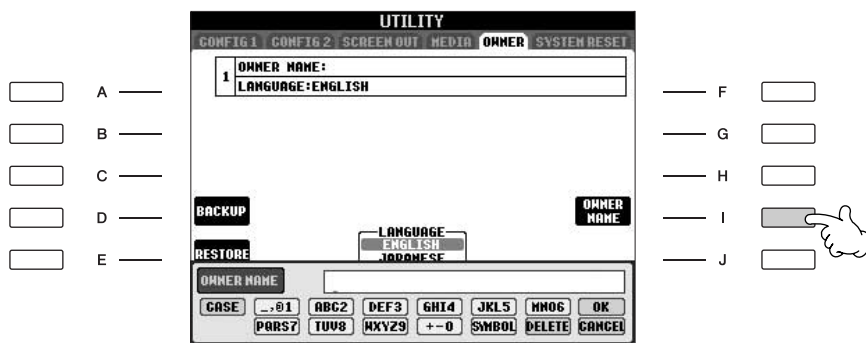 UTILITY
CONFIG 1 CONFIG 2 SCREEN OUT MEDIA OWNER SYSTEM RESET
1 OWNER NAME:
LANGUAGE:ENGLISH
A
B
C
D
E
F
G
H
I
J
BACKUP
OWNER NAME
LANGUAGE
ENGLISH
JAPANESE
RESTORE
OWNER NAME
CASE _,@1 ABC2 DEF3 GHI4 JKL5 MNO6 OK
PQRS7 TUV8 WXYZ9 +-0 SYMBOL DELETE CANCEL